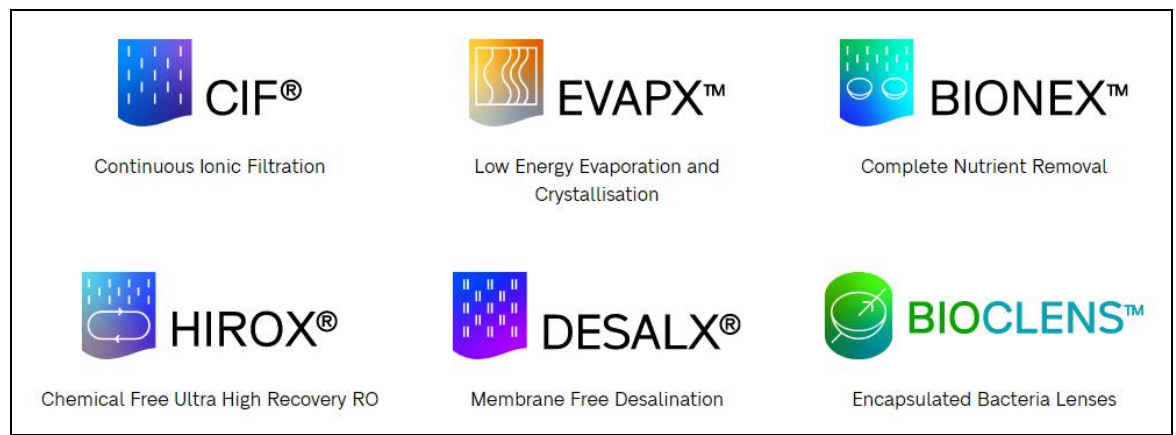 CIF®
EVAPX™
BIONEX™
Continuous Ionic Filtration
Low Energy Evaporation and
Crystallisation
Complete Nutrient Removal
HIROX®
DESALX®
BIOCLENS™
Chemical Free Ultra High Recovery RO
Membrane Free Desalination
Encapsulated Bacteria Lenses